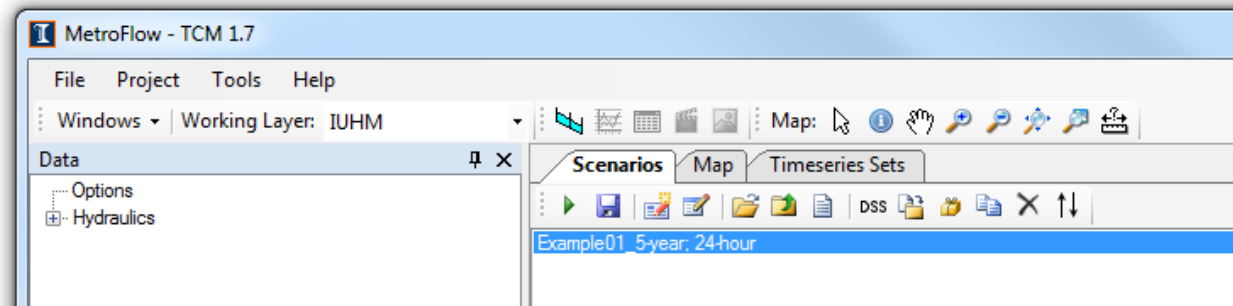 MetroFlow - TCM 1.7
File Project Tools Help
Windows Working Layer: IUHM Map:
Data
Scenarios Map Timeseries Sets
Options
Hydraulics
DSS
Example01_5-year; 24-hour